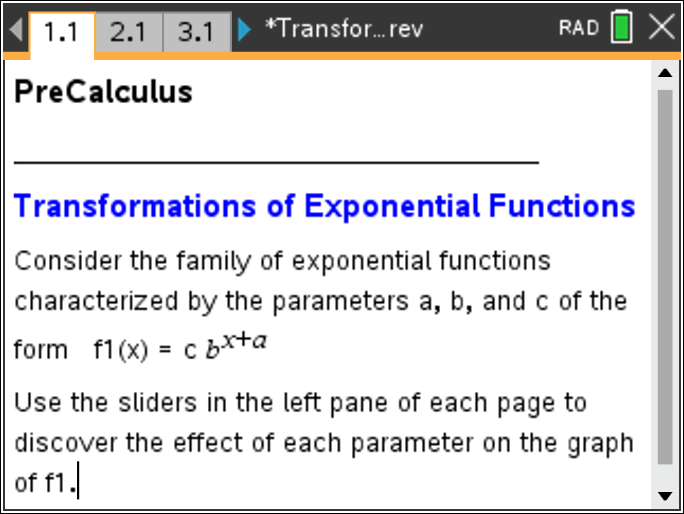 1.1 2.1 3.1 *Transfor...rev RAD
PreCalculus
Transformations of Exponential Functions
Consider the family of exponential functions
characterized by the parameters a, b, and c of the
form f1(x) = c b^{x+a}
Use the sliders in the left pane of each page to
discover the effect of each parameter on the graph
of f1.